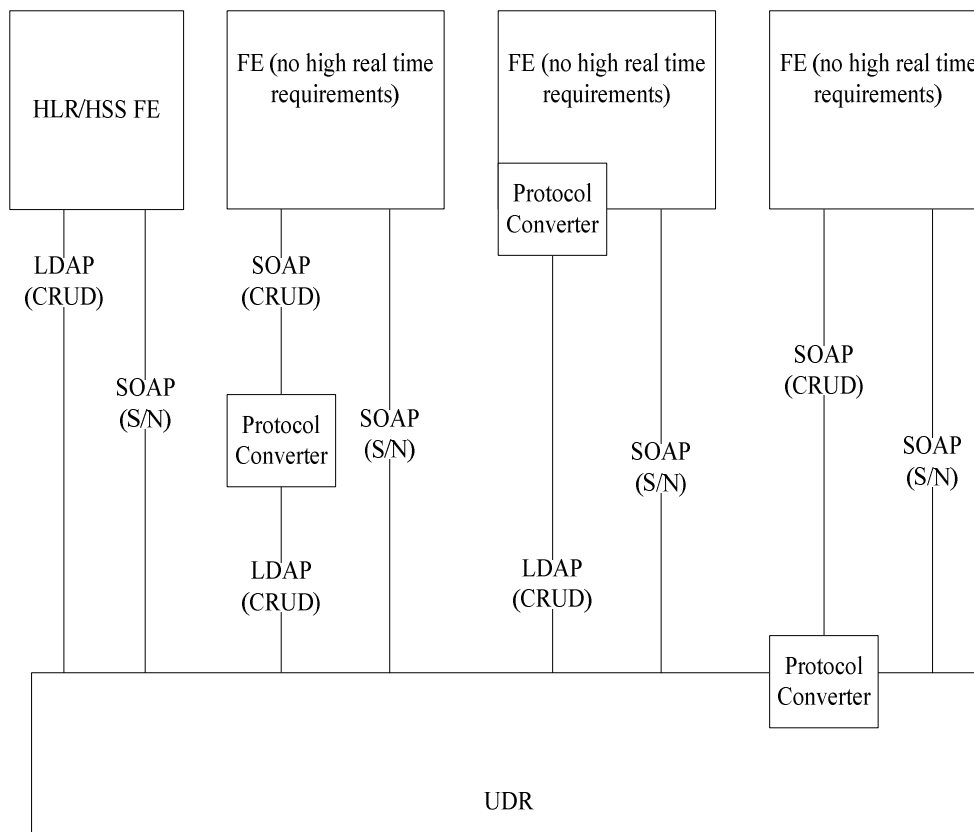 HLR/HSS FE
FE (no high real time
requirements)
FE (no high real time
requirements)
FE (no high real time
requirements)
Protocol
Converter
LDAP
(CRUD)
SOAP
(S/N)
SOAP
(CRUD)
Protocol
Converter
LDAP
(CRUD)
SOAP
(S/N)
LDAP
(CRUD)
SOAP
(S/N)
SOAP
(CRUD)
SOAP
(S/N)
Protocol
Converter
UDR